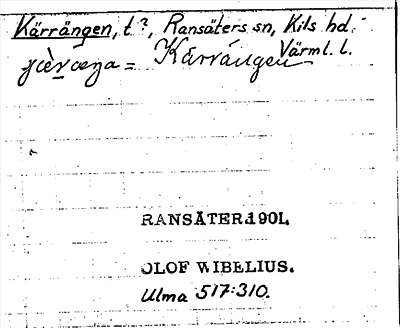 Kärrängen, t?, Ransäters sn, Kils hd.
Värml. l.
= Kärrängen
RANSÄTER 1901.
OLOF WIBELIUS.
Ulma 517:310.